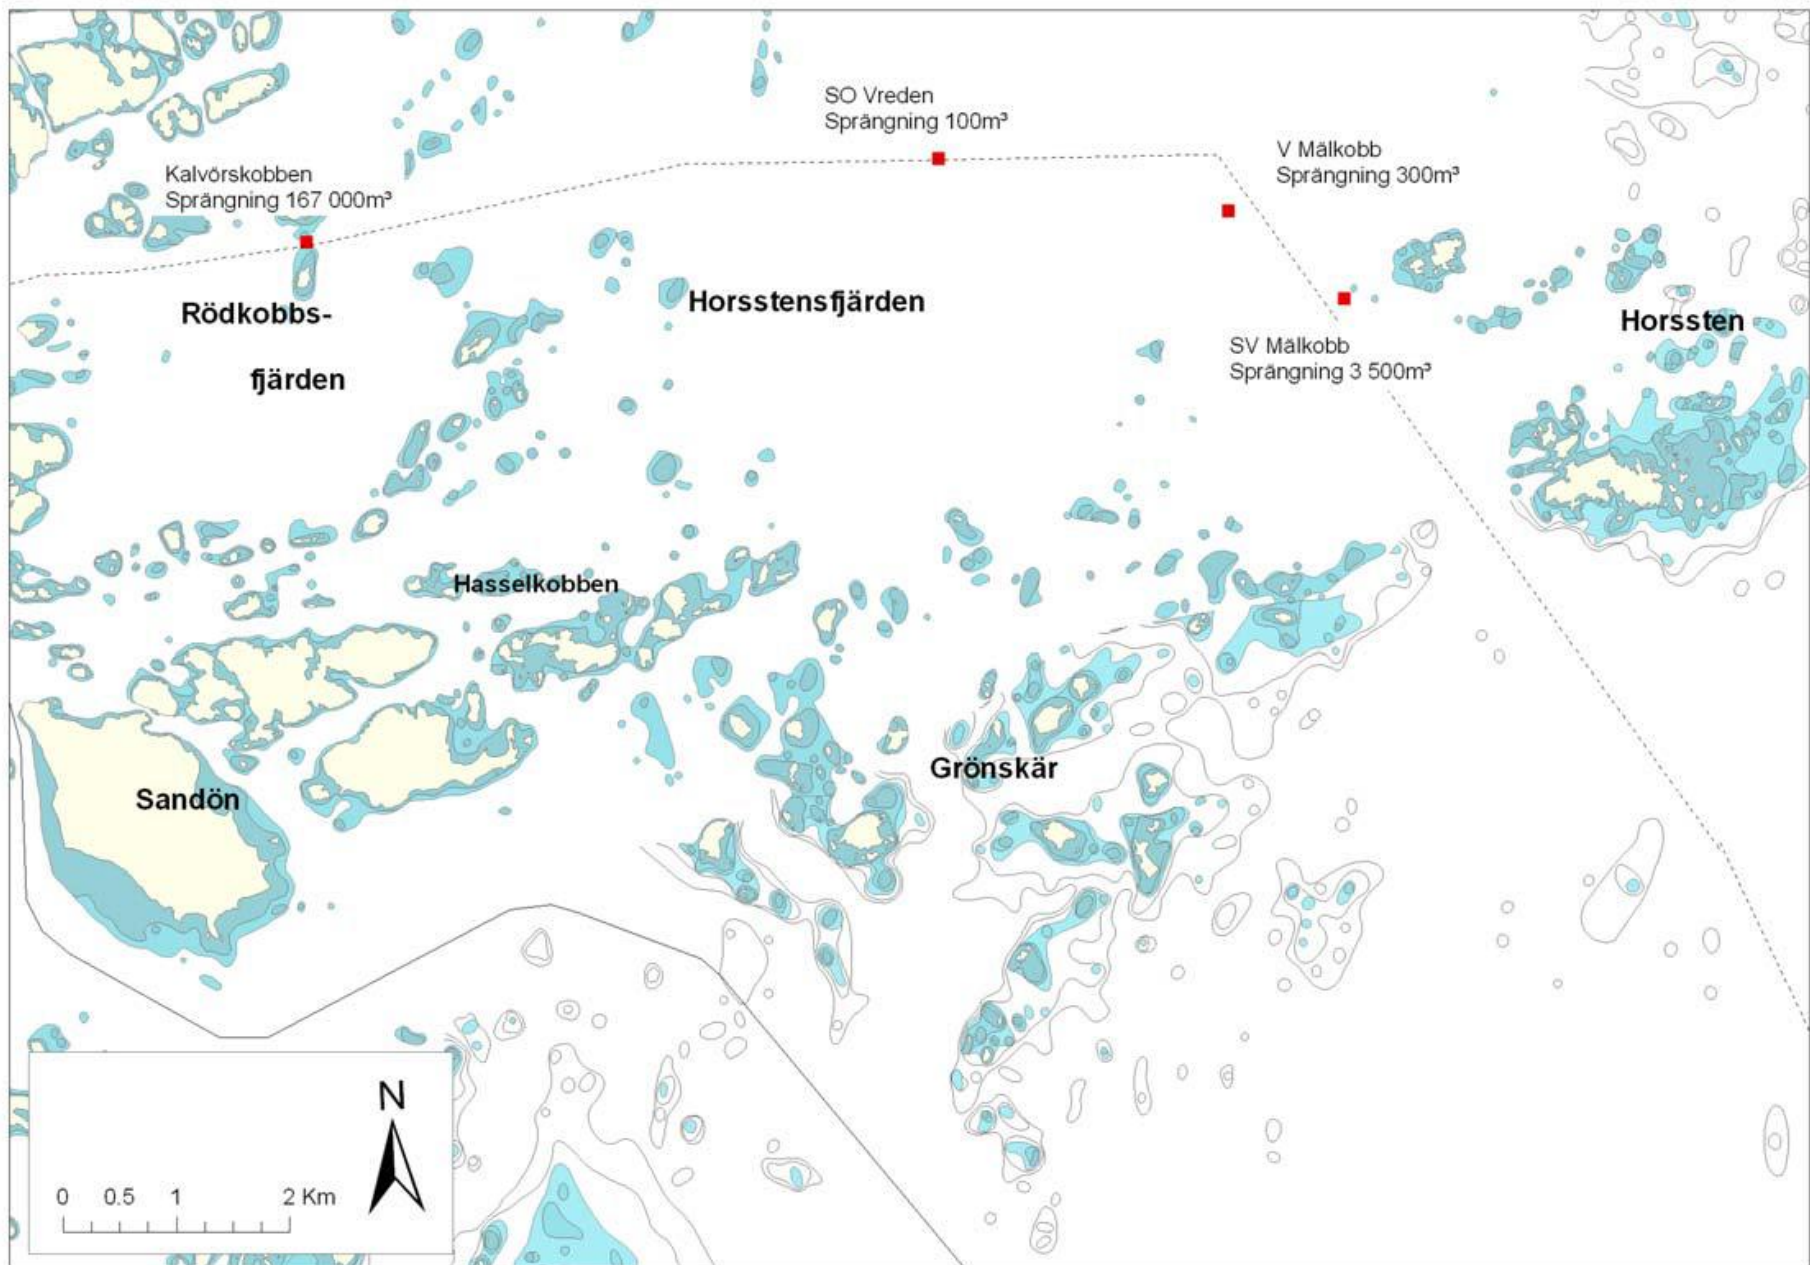 SO Vreden
Sprängning 100m³
V Mälkobb
Sprängning 300m³
Kalvörskobben
Sprängning 167 000m³
Rödkobbs-
fjärden
Horsstensfjärden
Horssten
SV Mälkobb
Sprängning 3 500m³
Hasselkobben
Grönskär
Sandön
N
0 0.5 1 2 Km